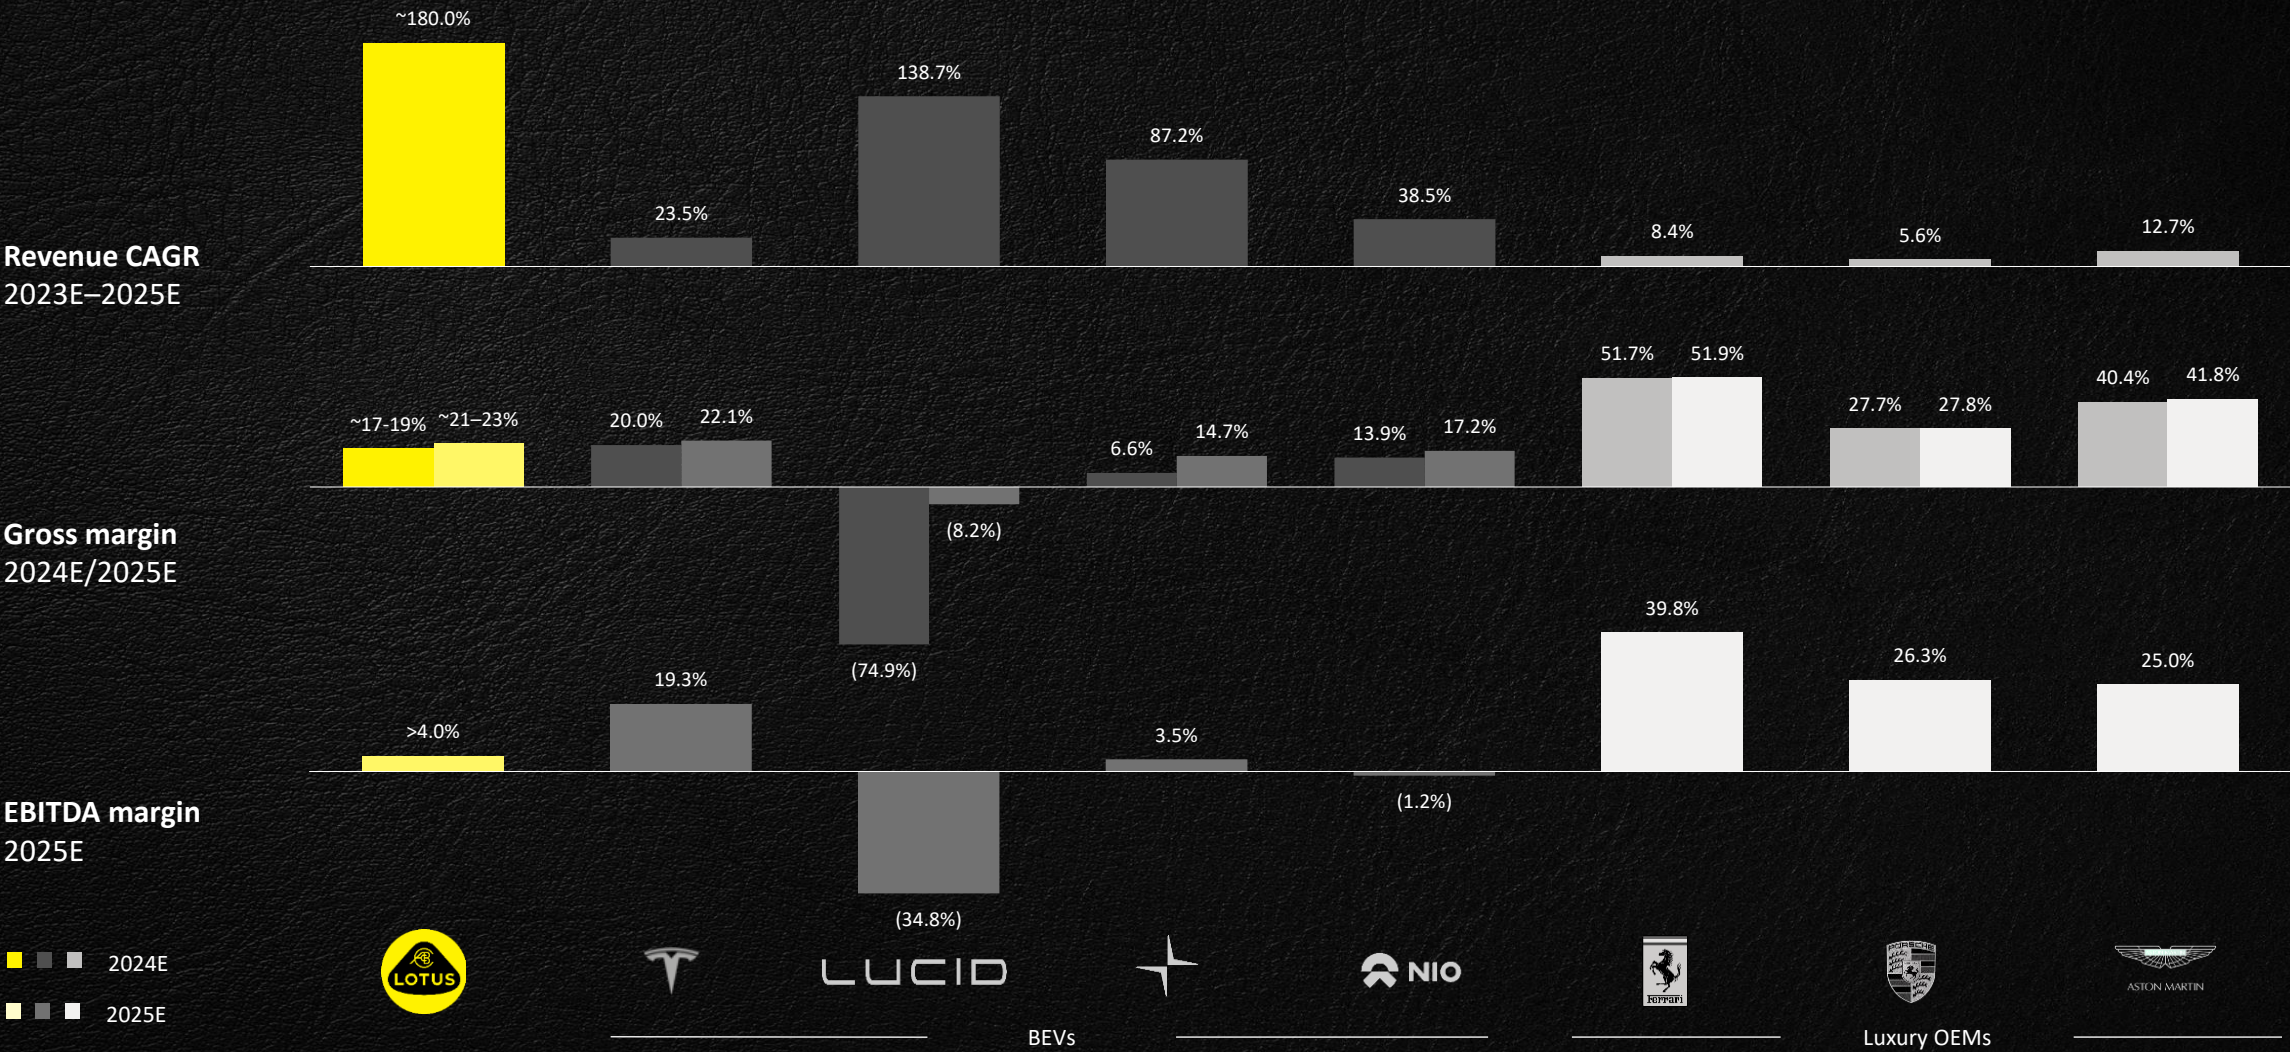 ~180.0%
23.5%
138.7%
87.2%
38.5%
8.4%
5.6%
12.7%
Revenue CAGR
2023E–2025E
~17-19%
~21–23%
20.0%
22.1%
(74.9%)
(8.2%)
6.6%
14.7%
13.9%
17.2%
51.7%
51.9%
27.7%
27.8%
40.4%
41.8%
Gross margin
2024E/2025E
>4.0%
19.3%
(34.8%)
3.5%
(1.2%)
39.8%
26.3%
25.0%
EBITDA margin
2025E
2024E
2025E
LOTUS
LUCID
NIO
Ferrari
PORSCHE
ASTON MARTIN
BEVs
Luxury OEMs